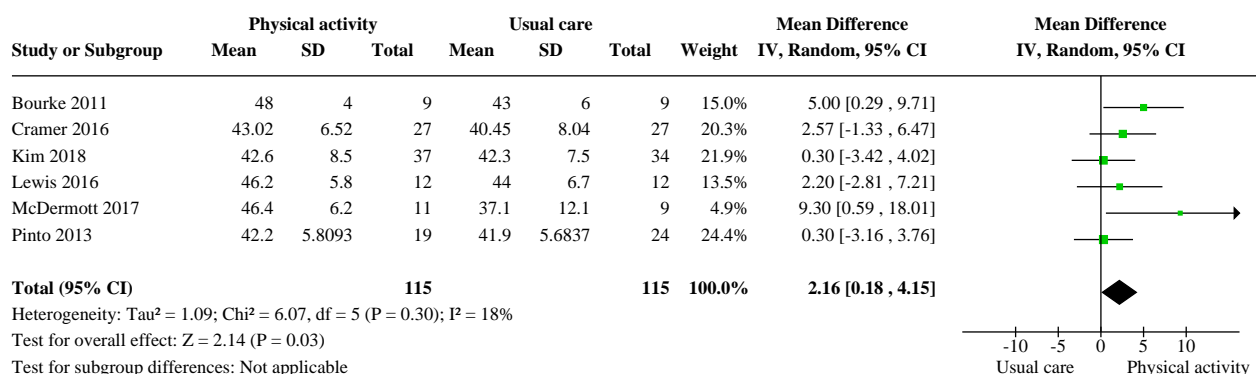 Physical activity Usual care Mean Difference Mean Difference
Study or Subgroup Mean SD Total Mean SD Total Weight IV, Random, 95% CI IV, Random, 95% CI
Bourke 2011 48 4 9 43 6 9 15.0% 5.00 [0.29 , 9.71]
Cramer 2016 43.02 6.52 27 40.45 8.04 27 20.3% 2.57 [-1.33 , 6.47]
Kim 2018 42.6 8.5 37 42.3 7.5 34 21.9% 0.30 [-3.42 , 4.02]
Lewis 2016 46.2 5.8 12 44 6.7 12 13.5% 2.20 [-2.81 , 7.21]
McDermott 2017 46.4 6.2 11 37.1 12.1 9 4.9% 9.30 [0.59 , 18.01]
Pinto 2013 42.2 5.8093 19 41.9 5.6837 24 24.4% 0.30 [-3.16 , 3.76]
Total (95% CI) 115 115 100.0% 2.16 [0.18 , 4.15]
Heterogeneity: Tau² = 1.09; Chi² = 6.07, df = 5 (P = 0.30); I² = 18%
Test for overall effect: Z = 2.14 (P = 0.03) -10 -5 0 5 10
Test for subgroup differences: Not applicable Usual care Physical activity